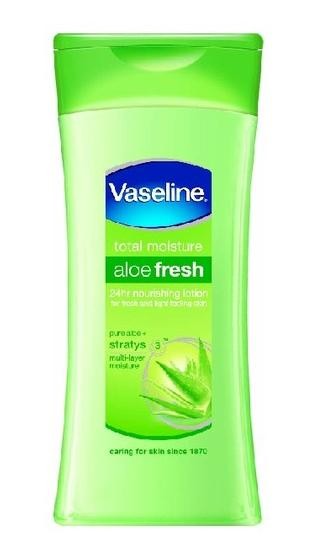 Vaseline.
total moisture
aloe fresh
24hr nourishing lotion
for fresh and light feeling skin
pure aloe +
stratys 3™
multi-layer
moisture
caring for skin since 1870